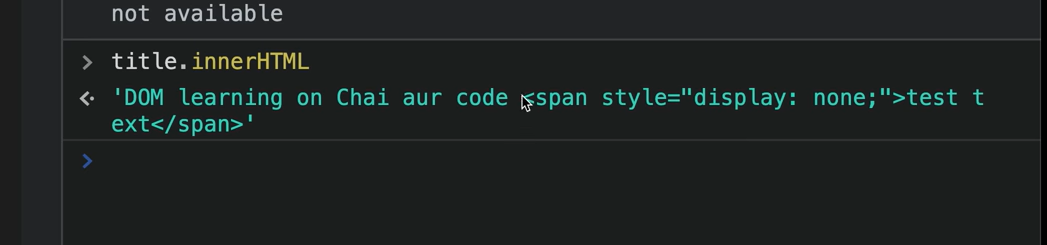 not available
title.innerHTML
'DOM learning on Chai aur code <span style="display: none;">test t
ext</span>'